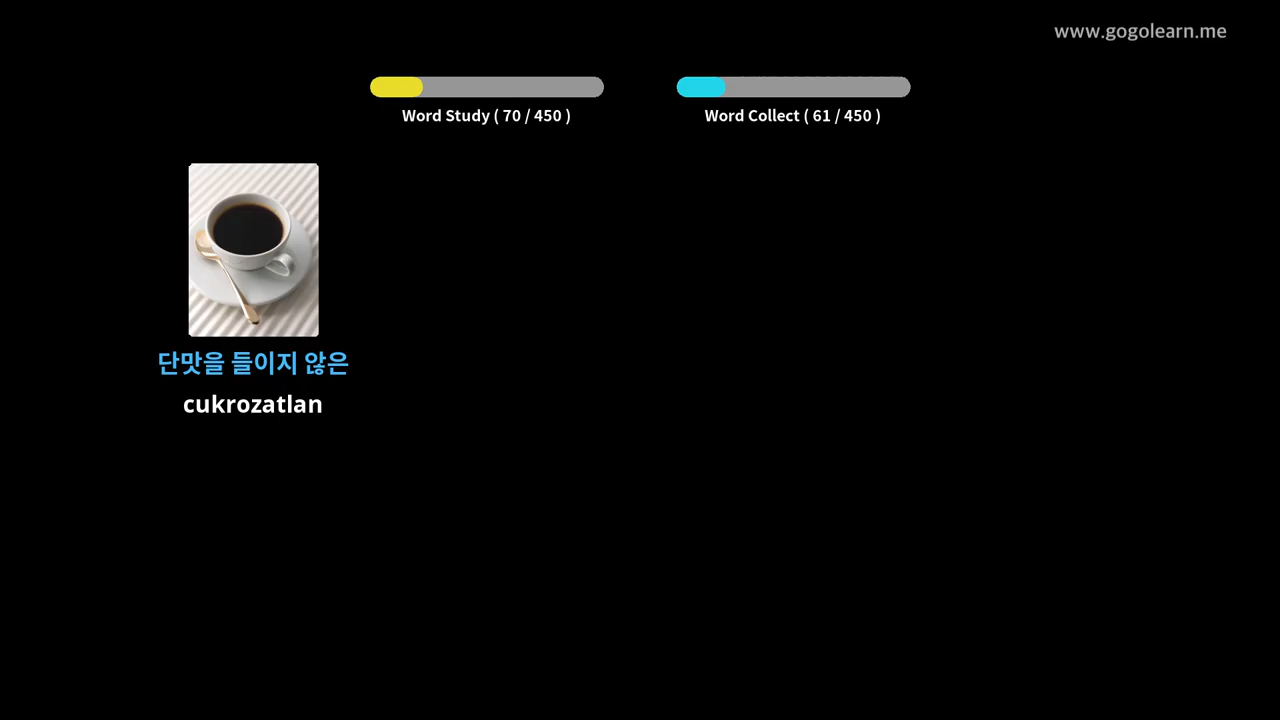 www.gogolearn.me
Word Study ( 70 / 450 )
Word Collect ( 61 / 450 )
단맛을 들이지 않은
cukrozatlan